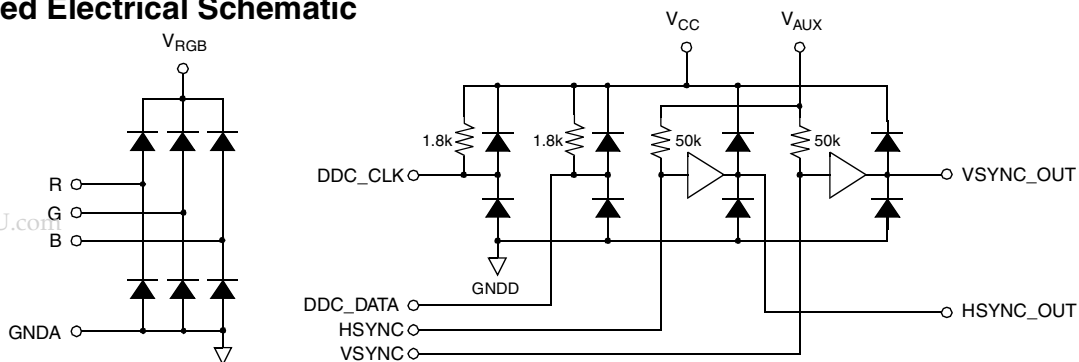 ed Electrical Schematic
VRGB
R
G
B
GNDA
U.com
VCC
VAUX
1.8k
1.8k
50k
50k
DDC_CLK
VSYNC_OUT
GNDD
DDC_DATA
HSYNC
VSYNC
HSYNC_OUT